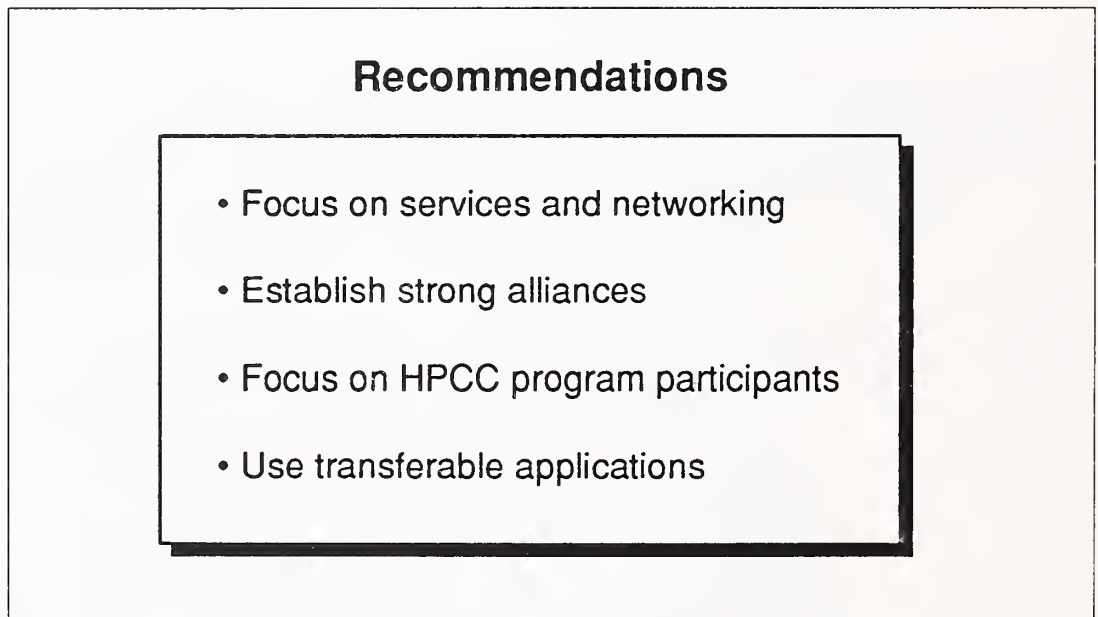 Recommendations
• Focus on services and networking
• Establish strong alliances
• Focus on HPCC program participants
• Use transferable applications